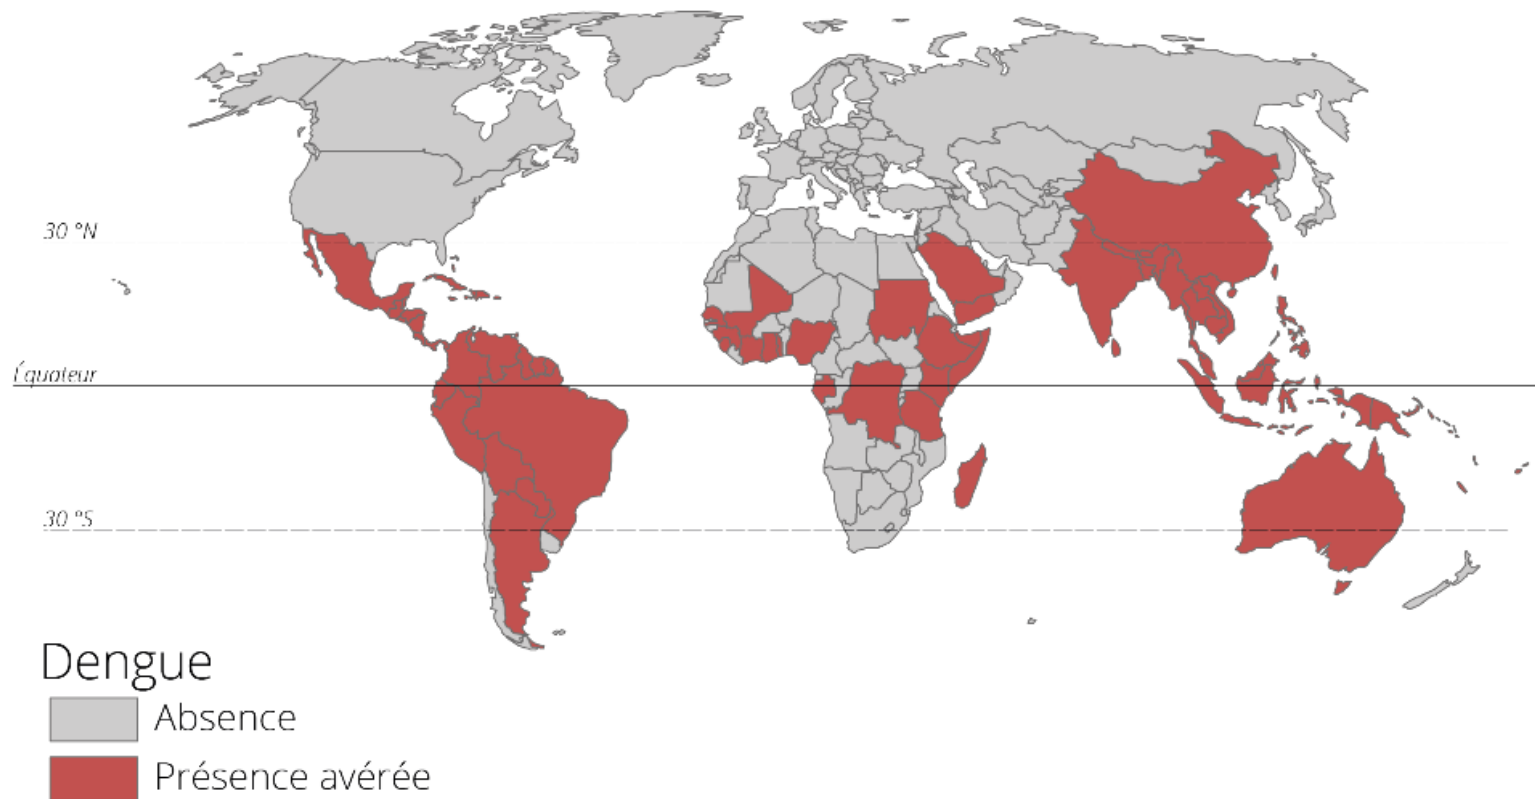 30 °N
Équateur
30 °S
Dengue
Absence
Présence avérée